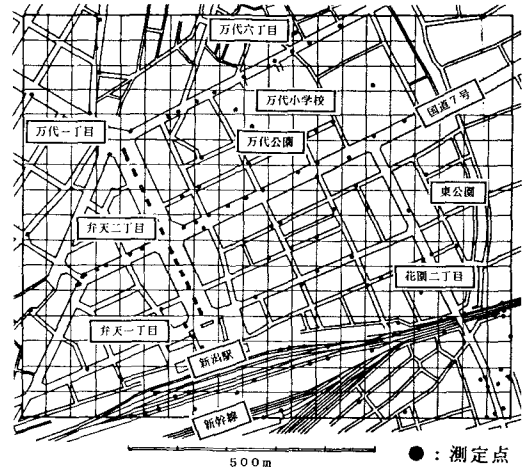 万代六丁目
万代小学校
国道7号
万代一丁目
万代公園
東公園
弁天二丁目
花園二丁目
弁天一丁目
新潟駅
新幹線
500m
●：測定点